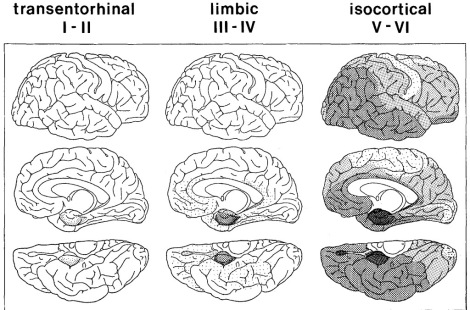 transentorhinal limbic isocortical
I - II III - IV V - VI